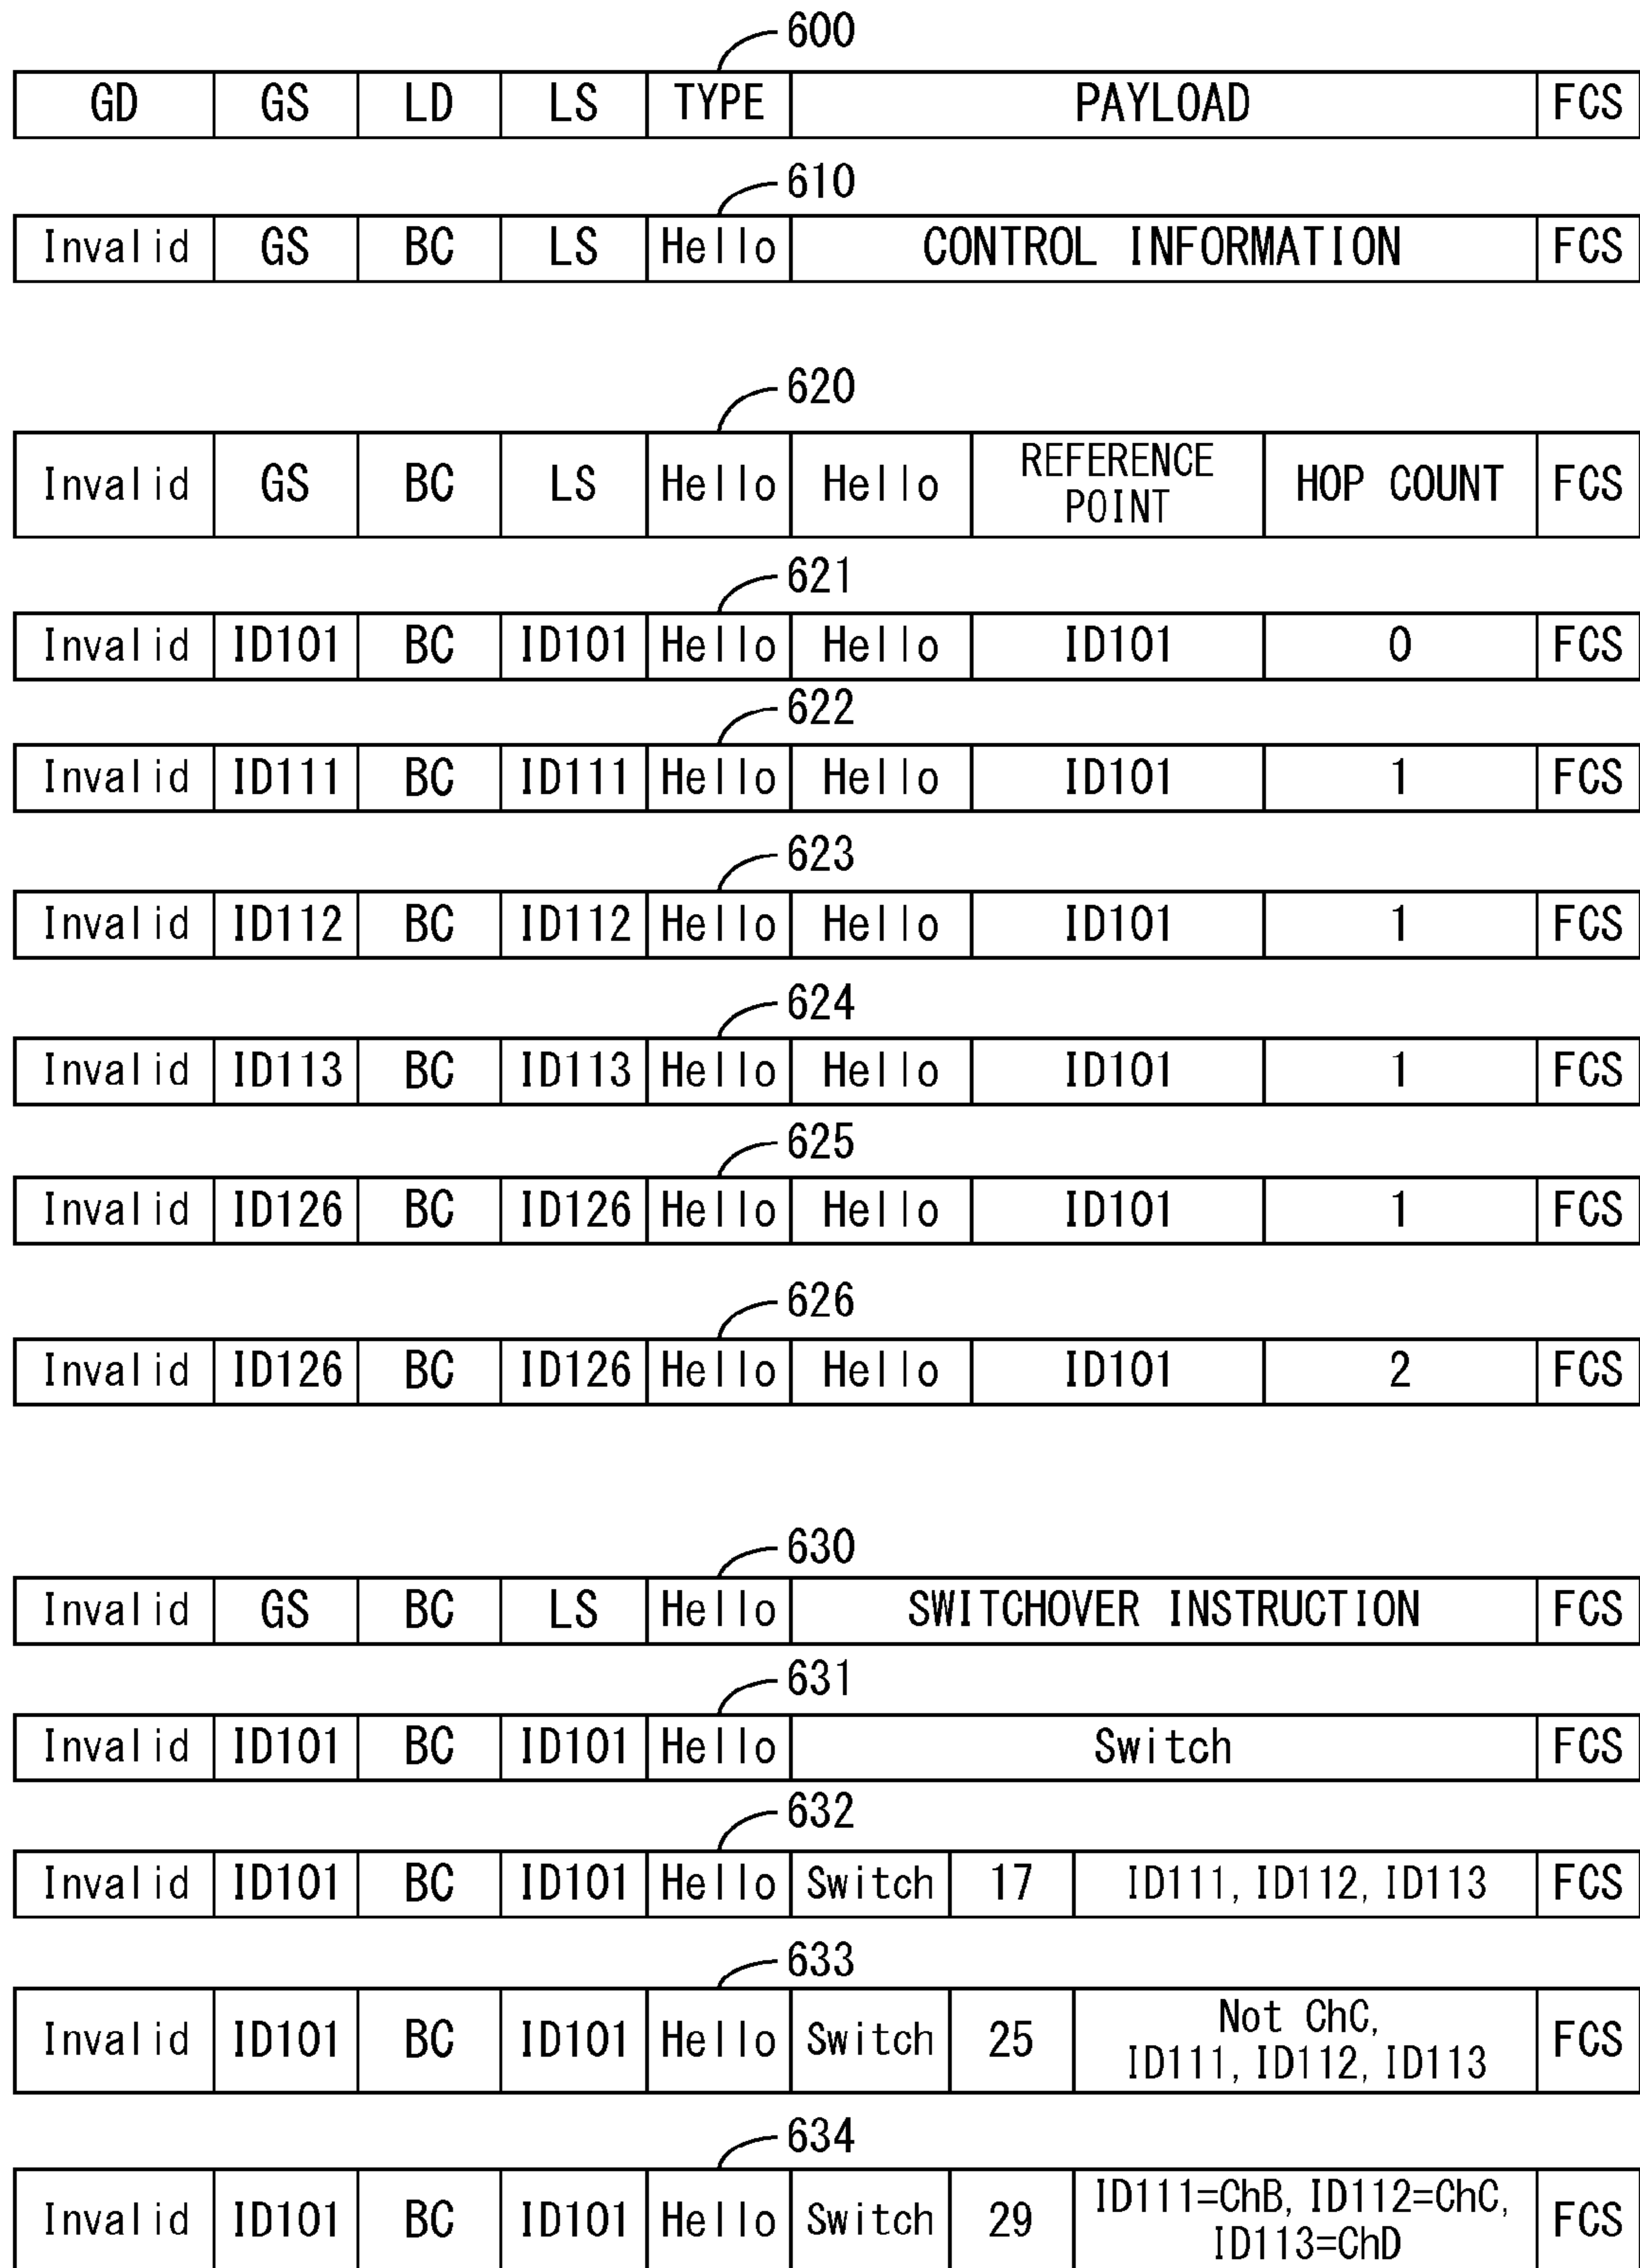 600
GD GS LD LS TYPE PAYLOAD FCS
610
Invalid GS BC LS Hello CONTROL INFORMATION FCS
620
Invalid GS BC LS Hello Hello REFERENCE POINT HOP COUNT FCS
621
Invalid ID101 BC ID101 Hello Hello ID101 0 FCS
622
Invalid ID111 BC ID111 Hello Hello ID101 1 FCS
623
Invalid ID112 BC ID112 Hello Hello ID101 1 FCS
624
Invalid ID113 BC ID113 Hello Hello ID101 1 FCS
625
Invalid ID126 BC ID126 Hello Hello ID101 1 FCS
626
Invalid ID126 BC ID126 Hello Hello ID101 2 FCS
630
Invalid GS BC LS Hello SWITCHOVER INSTRUCTION FCS
631
Invalid ID101 BC ID101 Hello Switch FCS
632
Invalid ID101 BC ID101 Hello Switch 17 ID111, ID112, ID113 FCS
633
Invalid ID101 BC ID101 Hello Switch 25 Not ChC, ID111, ID112, ID113 FCS
634
Invalid ID101 BC ID101 Hello Switch 29 ID111=ChB, ID112=ChC, ID113=ChD FCS